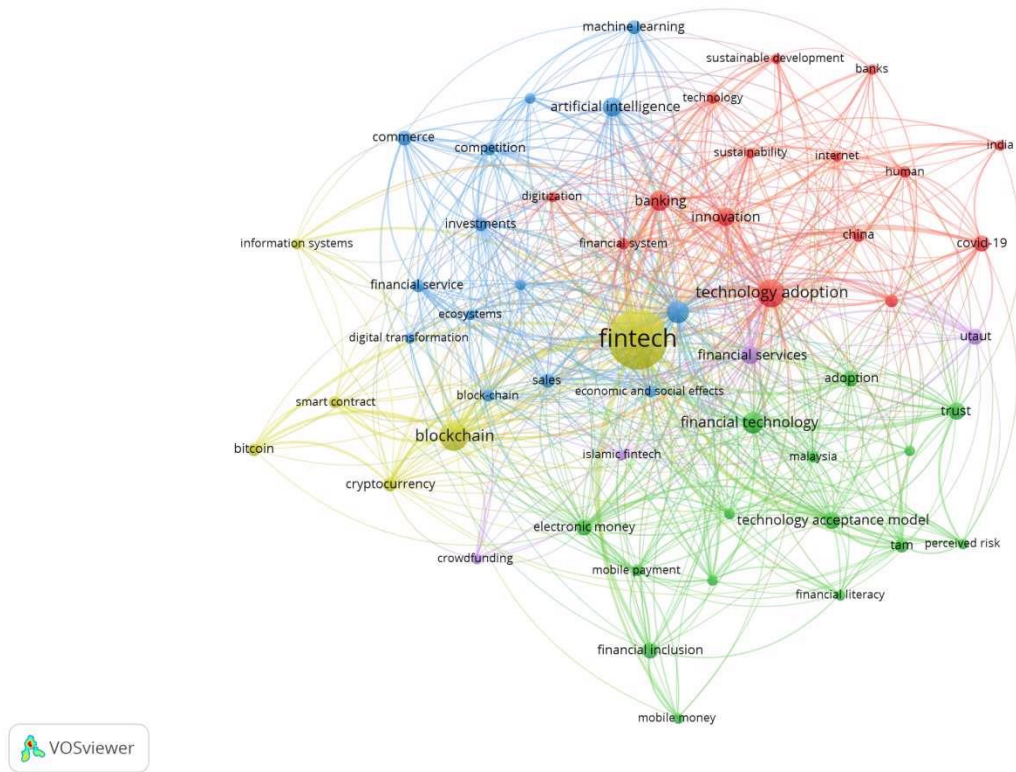 machine learning
sustainable development
banks
artificial intelligence
technology
commerce
competition
sustainability
internet
india
human
digitization
banking
innovation
investments
information systems
financial system
china
covid-19
financial service
technology adoption
ecosystems
digital transformation
fintech
utaut
financial services
sales
economic and social effects
adoption
block-chain
smart contract
trust
blockchain
financial technology
bitcoin
islamic fintech
malaysia
cryptocurrency
electronic money
technology acceptance model
crowdfunding
tam
perceived risk
mobile payment
financial literacy
financial inclusion
mobile money
VOSviewer